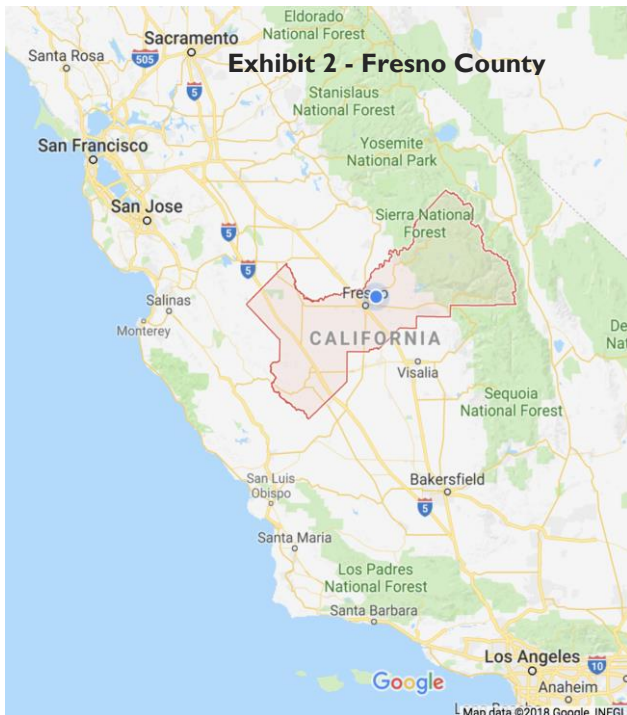 Eldorado
National Forest
Sacramento
Santa Rosa
505
Exhibit 2 - Fresno County
5
Stanislaus
National Forest
San Francisco
Yosemite
National Park
San Jose
5
Sierra National
Forest
5
Salinas
Fresno
Monterey
CALIFORNIA
Visalia
Sequoia
National Forest
San Luis
Obispo
Bakersfield
5
Santa Maria
Los Padres
National Forest
Santa Barbara
Google
Los Angeles
10
Anaheim
Map data ©2018 Google, INEGI